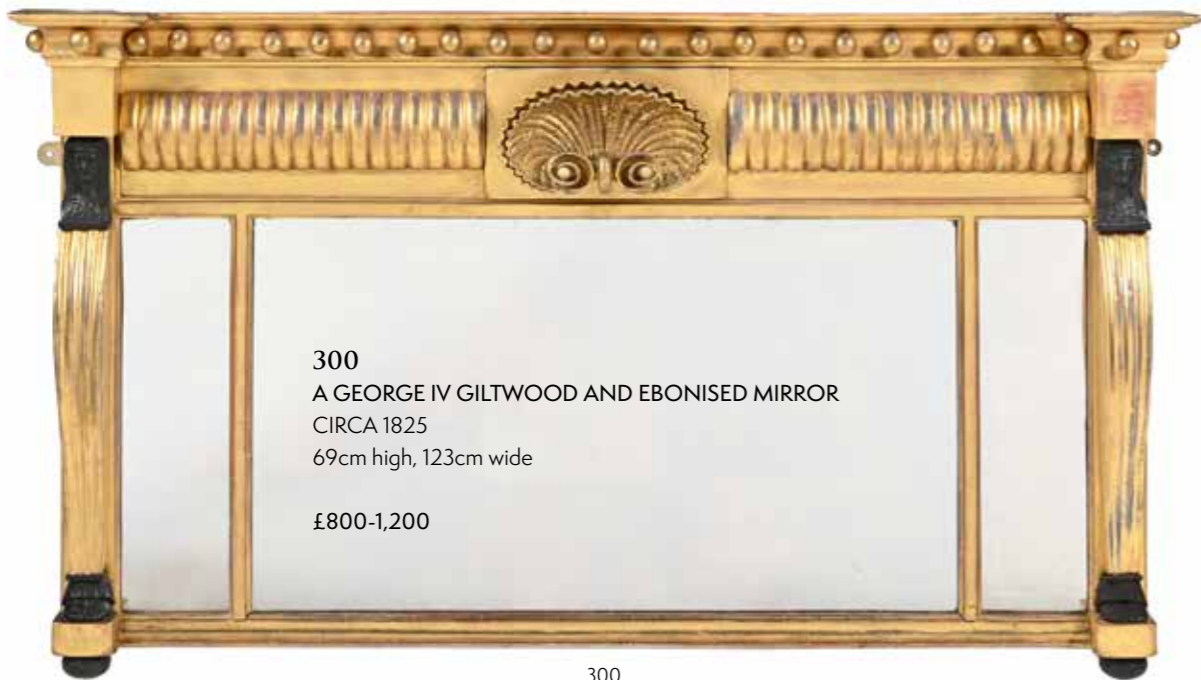 300
A GEORGE IV GILTWOOD AND EBONISED MIRROR
CIRCA 1825
69cm high, 123cm wide
£800-1,200
300